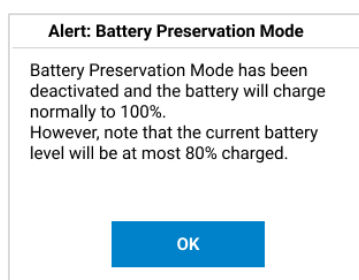 Alert: Battery Preservation Mode
Battery Preservation Mode has been
deactivated and the battery will charge
normally to 100%.
However, note that the current battery
level will be at most 80% charged.
OK